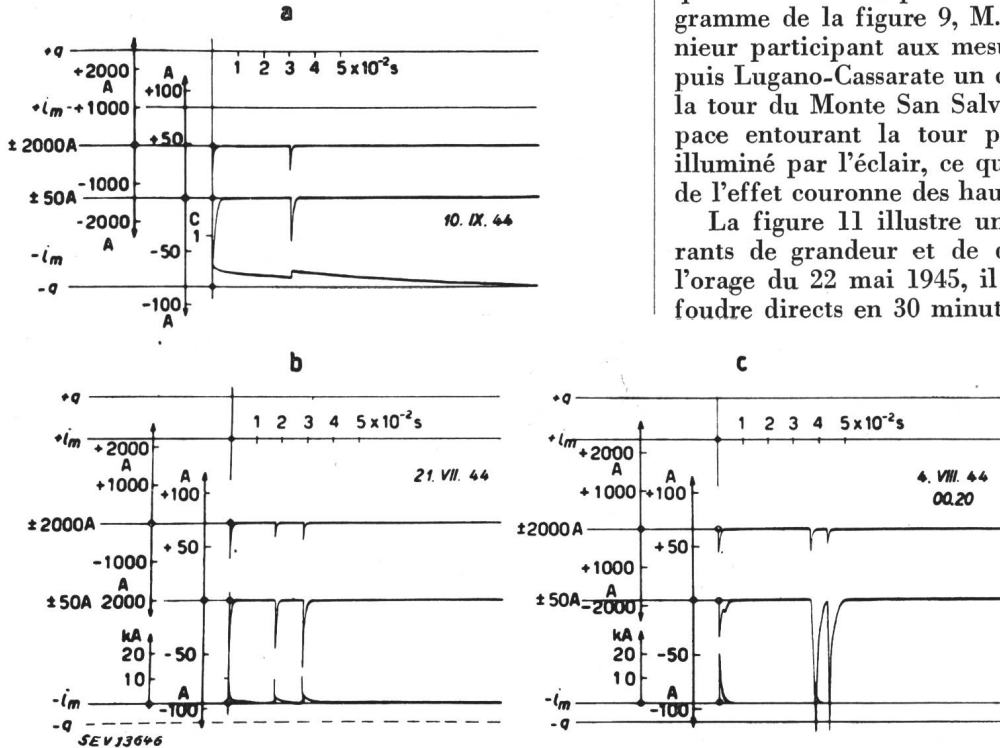 a
+q
1 2 3 4 5x10⁻²s
+2000
A
A
+100
+im
+1000
+50
±2000A
-1000
±50A
-2000
A
C
1
10. IX. 44
-50
-im
-q
-100
A
gramme de la figure 9, M.
nieur participant aux mesu
puis Lugano-Cassarate un
la tour du Monte San Salv
pace entourant la tour p
illuminé par l'éclair, ce qu
de l'effet couronne des hau
La figure 11 illustre un
rants de grandeur et de
l'orage du 22 mai 1945, il
foudre directs en 30 minut
b
+q
1 2 3 4 5x10⁻²s
+im
+2000
A
A
+1000
+100
21. VII. 44
±2000A
+50
-1000
A
±50A
2000
kA
20
-50
10
A
-im
-100
-q
SEV13646
c
+q
1 2 3 4 5x10⁻²s
+im
+2000
A
A
+1000
+100
4. VIII. 44
00.20
±2000A
+50
+1000
A
±50A
-2000
kA
20
-50
10
A
-im
-100
-q